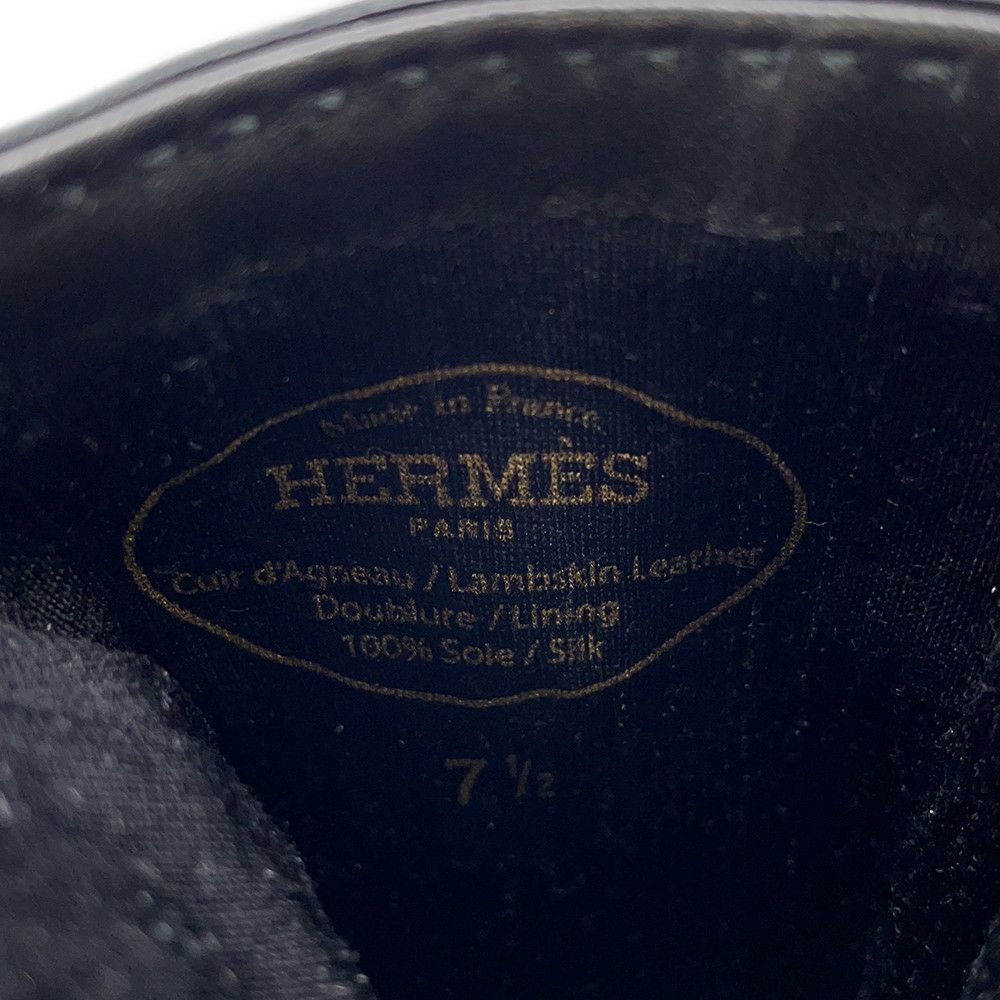 Made in France
HERMÈS
PARIS
Cuir d'Agneau / Lambskin Leather
Doublure / Lining
100% Soie / Silk
7 ½